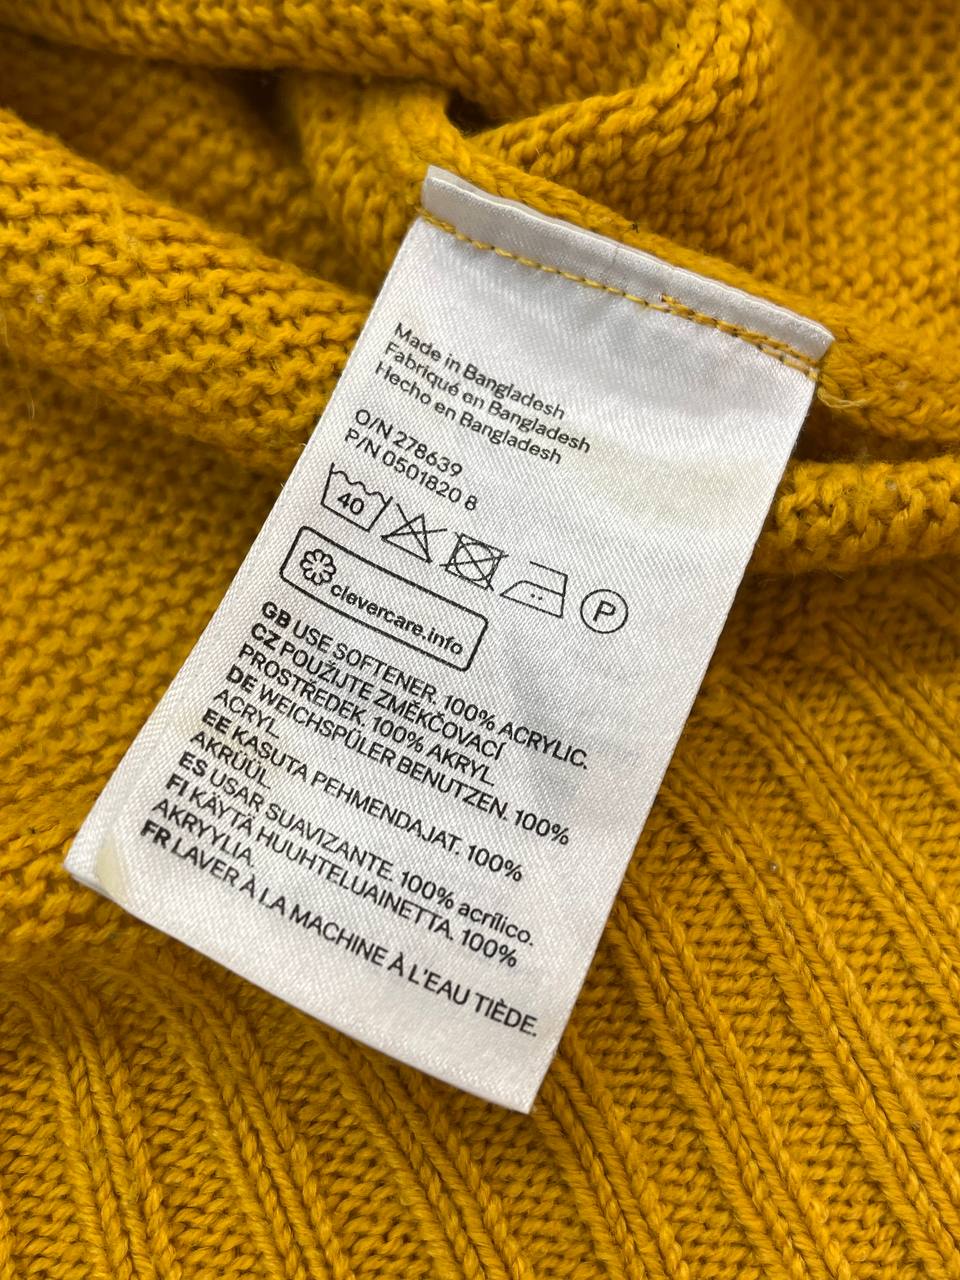 Made in Bangladesh
Fabriqué en Bangladesh
Hecho en Bangladesh
O/N 278639
P/N 0501820 8
40
P
clevercare.info
GB USE SOFTENER. 100% ACRYLIC.
CZ POUŽIJTE ZMĚKČOVACÍ
PROSTŘEDEK. 100% AKRYL.
DE WEICHSPÜLER BENUTZEN. 100%
ACRYL.
EE KASUTA PEHMENDAJAT. 100%
AKRÜÜL.
ES USAR SUAVIZANTE. 100% acrílico.
FI KÄYTÄ HUUHTELUAINETTA. 100%
AKRYYLIA.
FR LAVER À LA MACHINE À L'EAU TIÈDE.